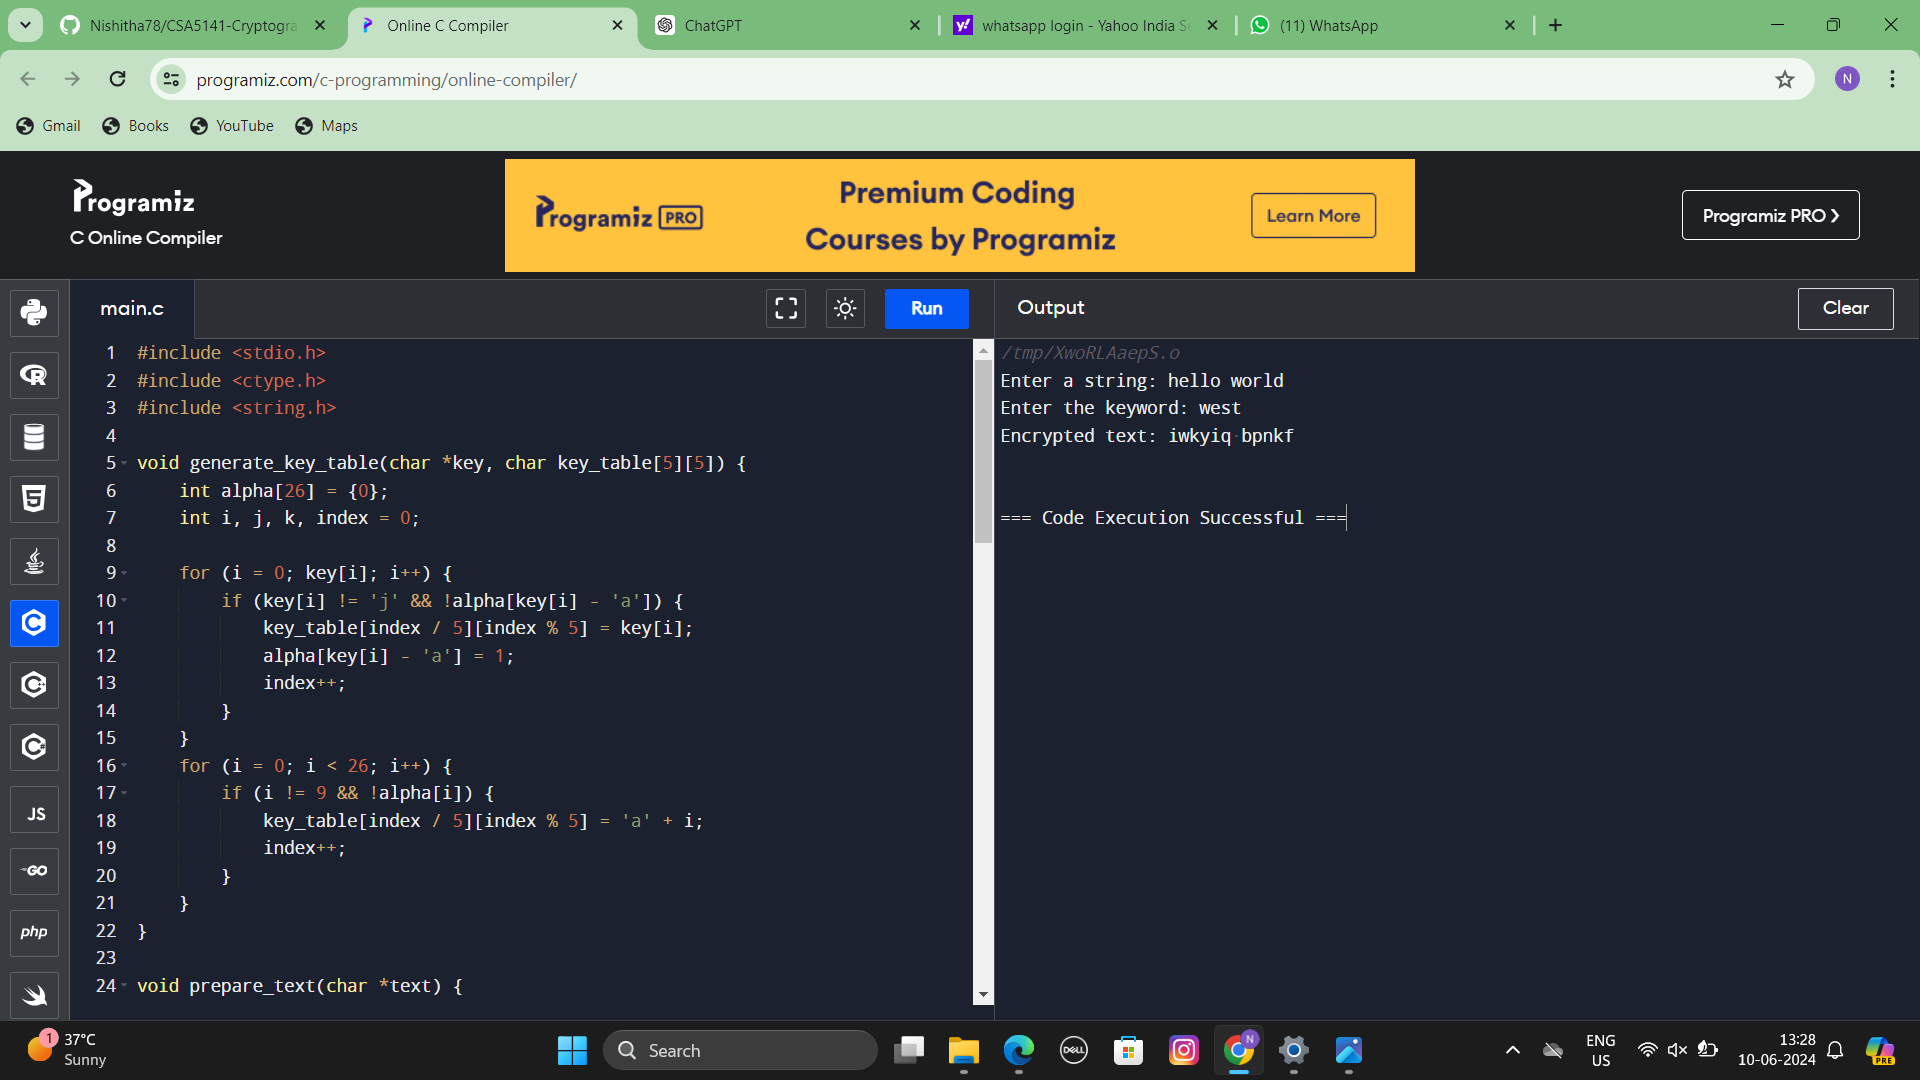 Nishitha78/CSA5141-Cryptogra
Online C Compiler
ChatGPT
whatsapp login - Yahoo India Se
(11) WhatsApp
programiz.com/c-programming/online-compiler/
N
Gmail
Books
YouTube
Maps
Programiz
C Online Compiler
Programiz PRO
Premium Coding
Courses by Programiz
Learn More
Programiz PRO ❯
main.c
Run
Output
Clear
1 #include <stdio.h>
2 #include <ctype.h>
3 #include <string.h>
4
5 void generate_key_table(char *key, char key_table[5][5]) {
6     int alpha[26] = {0};
7     int i, j, k, index = 0;
8
9     for (i = 0; key[i]; i++) {
10         if (key[i] != 'j' && !alpha[key[i] - 'a']) {
11             key_table[index / 5][index % 5] = key[i];
12             alpha[key[i] - 'a'] = 1;
13             index++;
14         }
15     }
16     for (i = 0; i < 26; i++) {
17         if (i != 9 && !alpha[i]) {
18             key_table[index / 5][index % 5] = 'a' + i;
19             index++;
20         }
21     }
22 }
23
24 void prepare_text(char *text) {
/tmp/XwoRLAaepS.o
Enter a string: hello world
Enter the keyword: west
Encrypted text: iwkyiq bpnkf
=== Code Execution Successful ===
R
5
C
C
C
JS
GO
php
1
37°C
Sunny
Search
DELL
N
ENG
US
13:28
10-06-2024
PRE